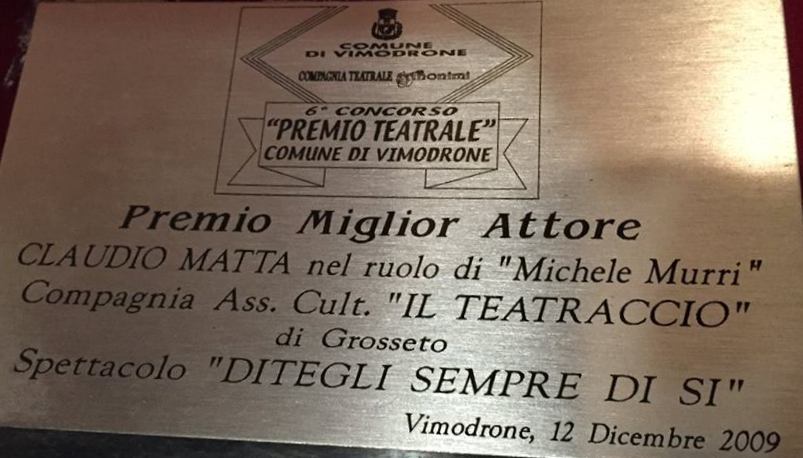 COMUNE
DI VIMODRONE
COMPAGNIA TEATRALE
6° CONCORSO
"PREMIO TEATRALE"
COMUNE DI VIMODRONE
Premio Miglior Attore
CLAUDIO MATTA nel ruolo di "Michele Murri"
Compagnia Ass. Cult. "IL TEATRACCIO"
di Grosseto
Spettacolo "DITEGLI SEMPRE DI SI"
Vimodrone, 12 Dicembre 2009